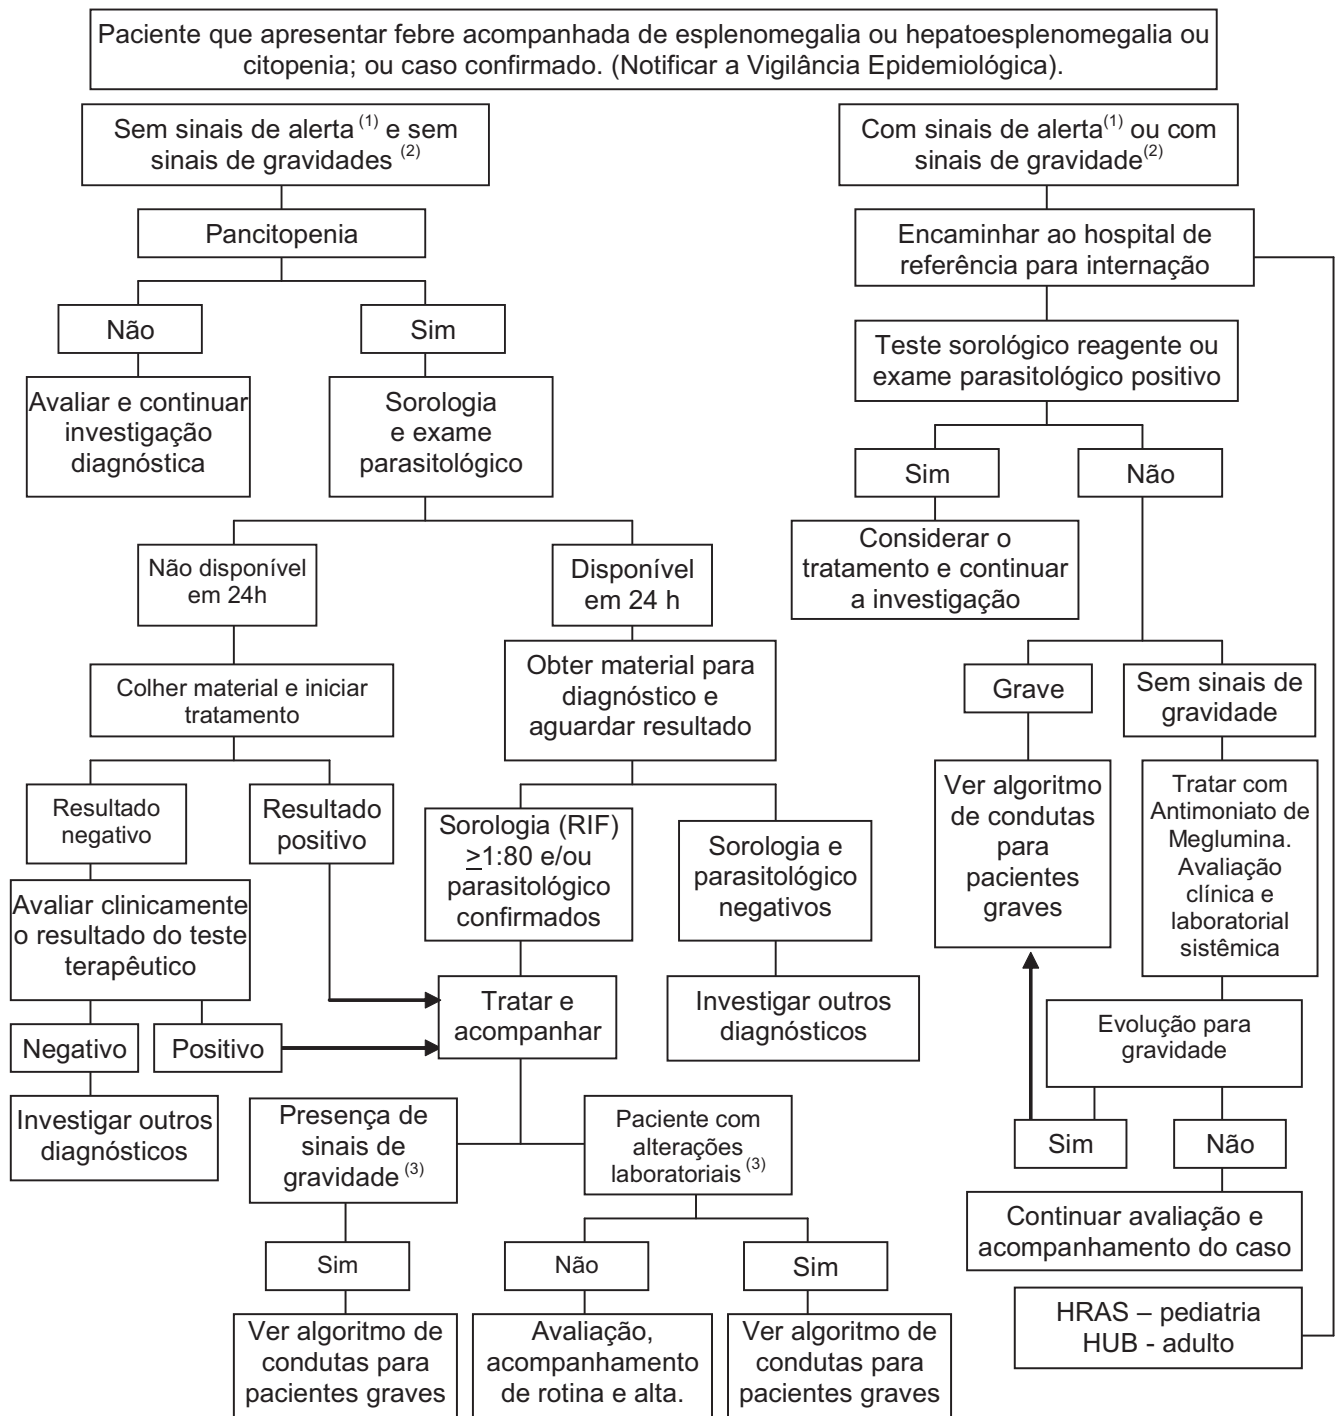 Paciente que apresentar febre acompanhada de esplenomegalia ou hepatoesplenomegalia ou
citopenia; ou caso confirmado. (Notificar a Vigilância Epidemiológica).
Sem sinais de alerta (1) e sem
sinais de gravidades (2)
Pancitopenia
Não
Sim
Avaliar e continuar
investigação
diagnóstica
Sorologia
e exame
parasitológico
Não disponível
em 24h
Disponível
em 24 h
Colher material e iniciar
tratamento
Obter material para
diagnóstico e
aguardar resultado
Resultado
negativo
Resultado
positivo
Sorologia (RIF)
≥1:80 e/ou
parasitológico
confirmados
Sorologia e
parasitológico
negativos
Avaliar clinicamente
o resultado do teste
terapêutico
Tratar e
acompanhar
Investigar outros
diagnósticos
Negativo
Positivo
Investigar outros
diagnósticos
Presença de
sinais de
gravidade (3)
Paciente com
alterações
laboratoriais (3)
Sim
Não
Sim
Ver algoritmo de
condutas para
pacientes graves
Avaliação,
acompanhamento
de rotina e alta.
Ver algoritmo de
condutas para
pacientes graves
Com sinais de alerta(1) ou com
sinais de gravidade(2)
Encaminhar ao hospital de
referência para internação
Teste sorológico reagente ou
exame parasitológico positivo
Sim
Não
Considerar o
tratamento e continuar
a investigação
Grave
Sem sinais de
gravidade
Ver algoritmo
de condutas
para
pacientes
graves
Tratar com
Antimoniato de
Meglumina.
Avaliação
clínica e
laboratorial
sistêmica
Evolução para
gravidade
Sim
Não
Continuar avaliação e
acompanhamento do caso
HRAS – pediatria
HUB - adulto